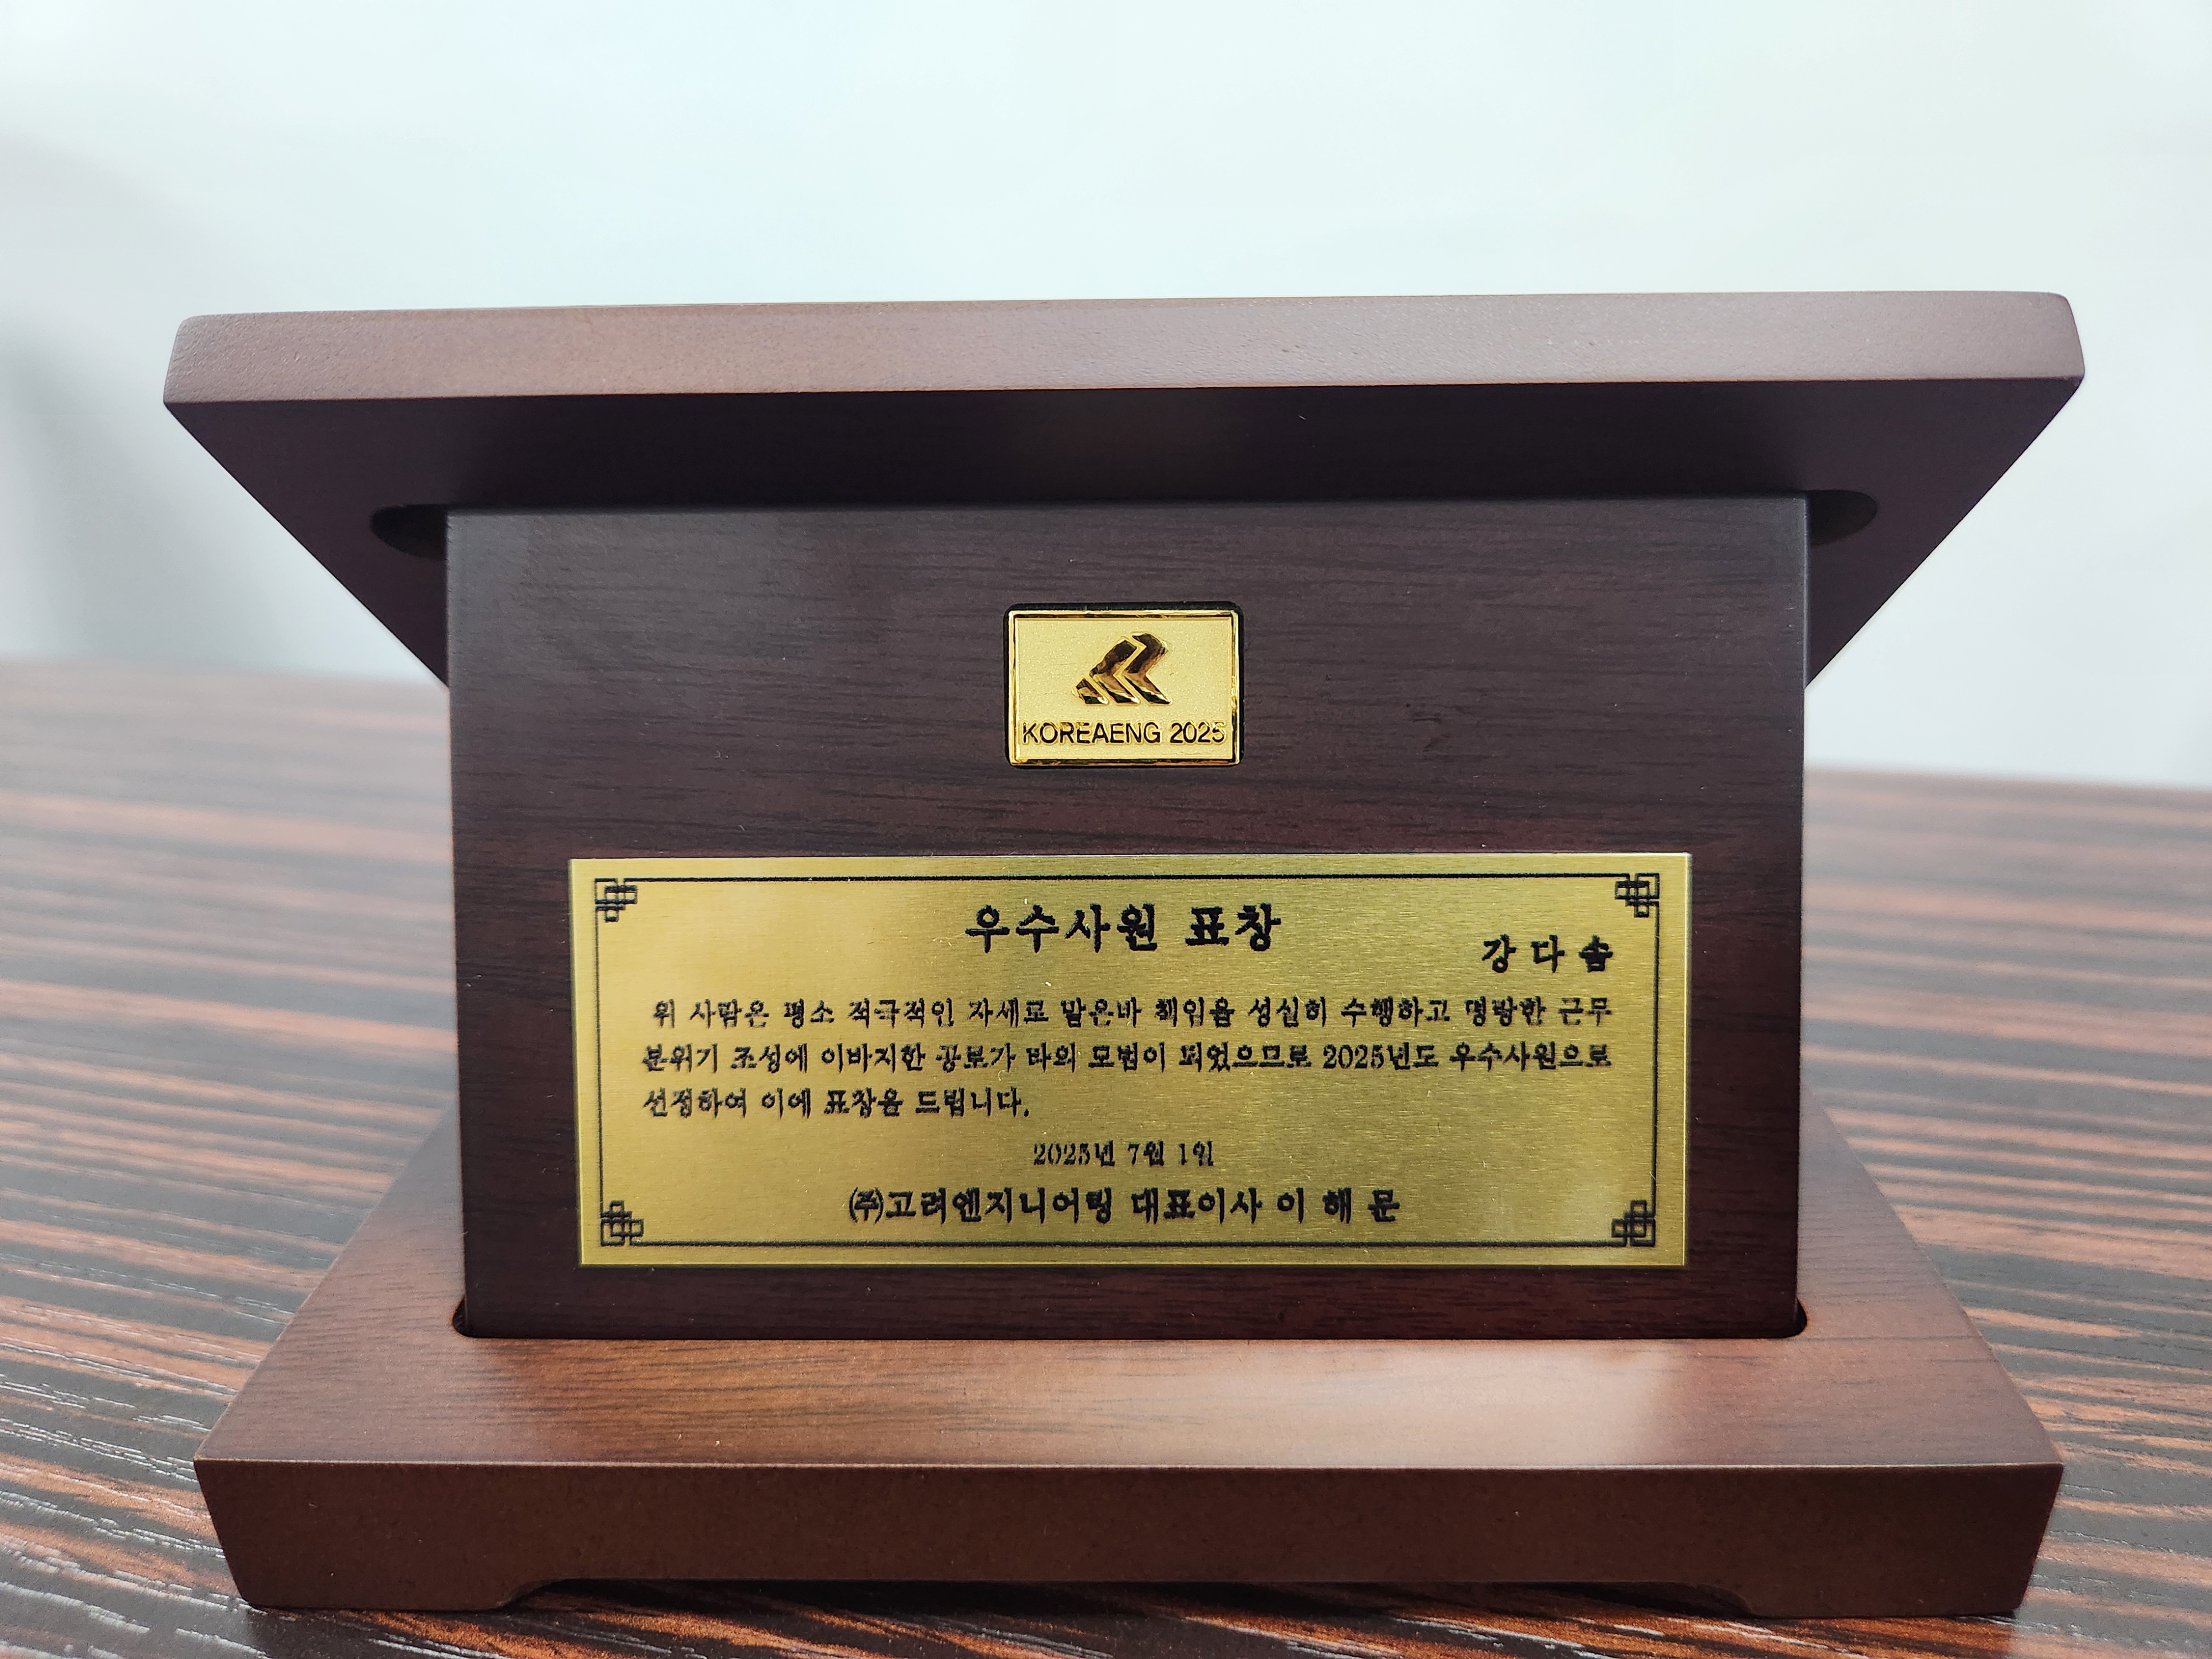 KOREAENG 2025
우수사원 표창
강 다 솜
위 사람은 평소 적극적인 자세로 맡은바 책임을 성실히 수행하고 명랑한 근무
분위기 조성에 이바지한 공로가 타의 모범이 되었으므로 2025년도 우수사원으로
선정하여 이에 표창을 드립니다.
2025년 7월 1일
㈜고려엔지니어링 대표이사 이 해 문